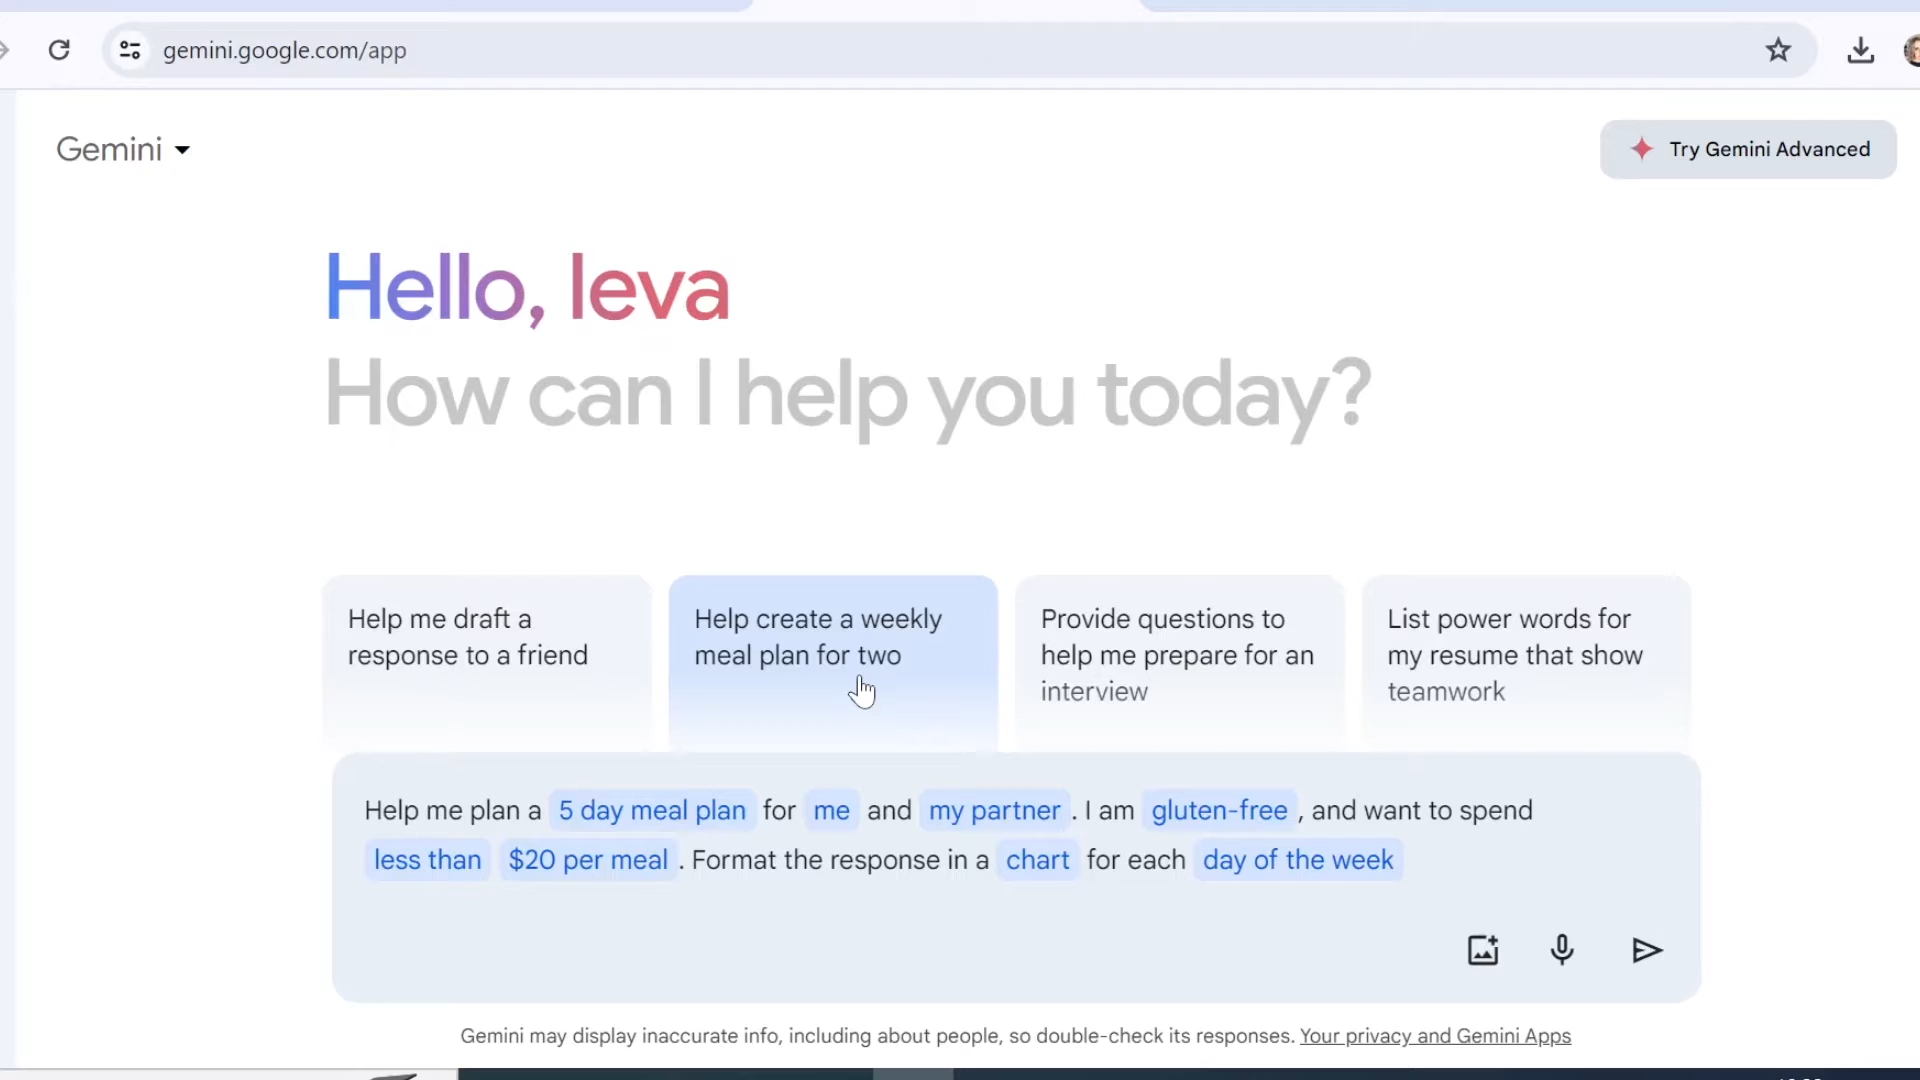 gemini.google.com/app
Gemini
Try Gemini Advanced
Hello, Ieva
How can I help you today?
Help me draft a
response to a friend
Help create a weekly
meal plan for two
Provide questions to
help me prepare for an
interview
List power words for
my resume that show
teamwork
Help me plan a 5 day meal plan for me and my partner . I am gluten-free , and want to spend
less than $20 per meal . Format the response in a chart for each day of the week
Gemini may display inaccurate info, including about people, so double-check its responses. Your privacy and Gemini Apps